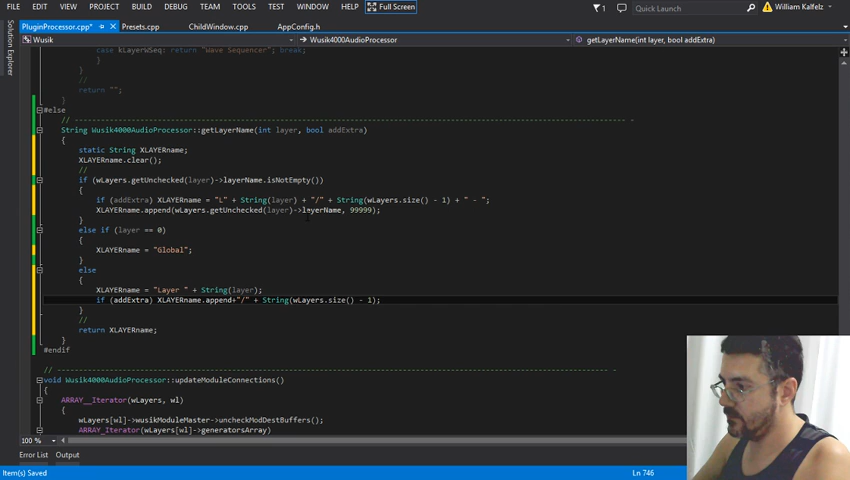 FILE EDIT VIEW PROJECT BUILD DEBUG TEAM TOOLS TEST WINDOW HELP Full Screen 1 Quick Launch William Kalfelz
PluginProcessor.cpp* Presets.cpp ChildWindow.cpp AppConfig.h
Wusik Wusik4000AudioProcessor getLayerName(int layer, bool addExtra)
Solution Explorer
case kLayerWSeq: return "Wave Sequencer"; break;
}
}
//
return "";
}
#else
// ---
String Wusik4000AudioProcessor::getLayerName(int layer, bool addExtra)
{
static String XLAYERname;
XLAYERname.clear();
//
if (wLayers.getUnchecked(layer)->layerName.isNotEmpty())
{
if (addExtra) XLAYERname = "L" + String(layer) + "/" + String(wLayers.size() - 1) + " - ";
XLAYERname.append(wLayers.getUnchecked(layer)->layerName, 99999);
}
else if (layer == 0)
{
XLAYERname = "Global";
}
else
{
XLAYERname = "Layer " + String(layer);
if (addExtra) XLAYERname.append+"/" + String(wLayers.size() - 1);
}
//
return XLAYERname;
}
#endif
// ---
void Wusik4000AudioProcessor::updateModuleConnections()
{
ARRAY__Iterator(wLayers, wl)
{
wLayers[wl]->wusikModuleMaster->uncheckModDestBuffers();
ARRAY_Iterator(wLayers[wl]->generatorsArray)
100 %
Error List Output
Item(s) Saved Ln 746